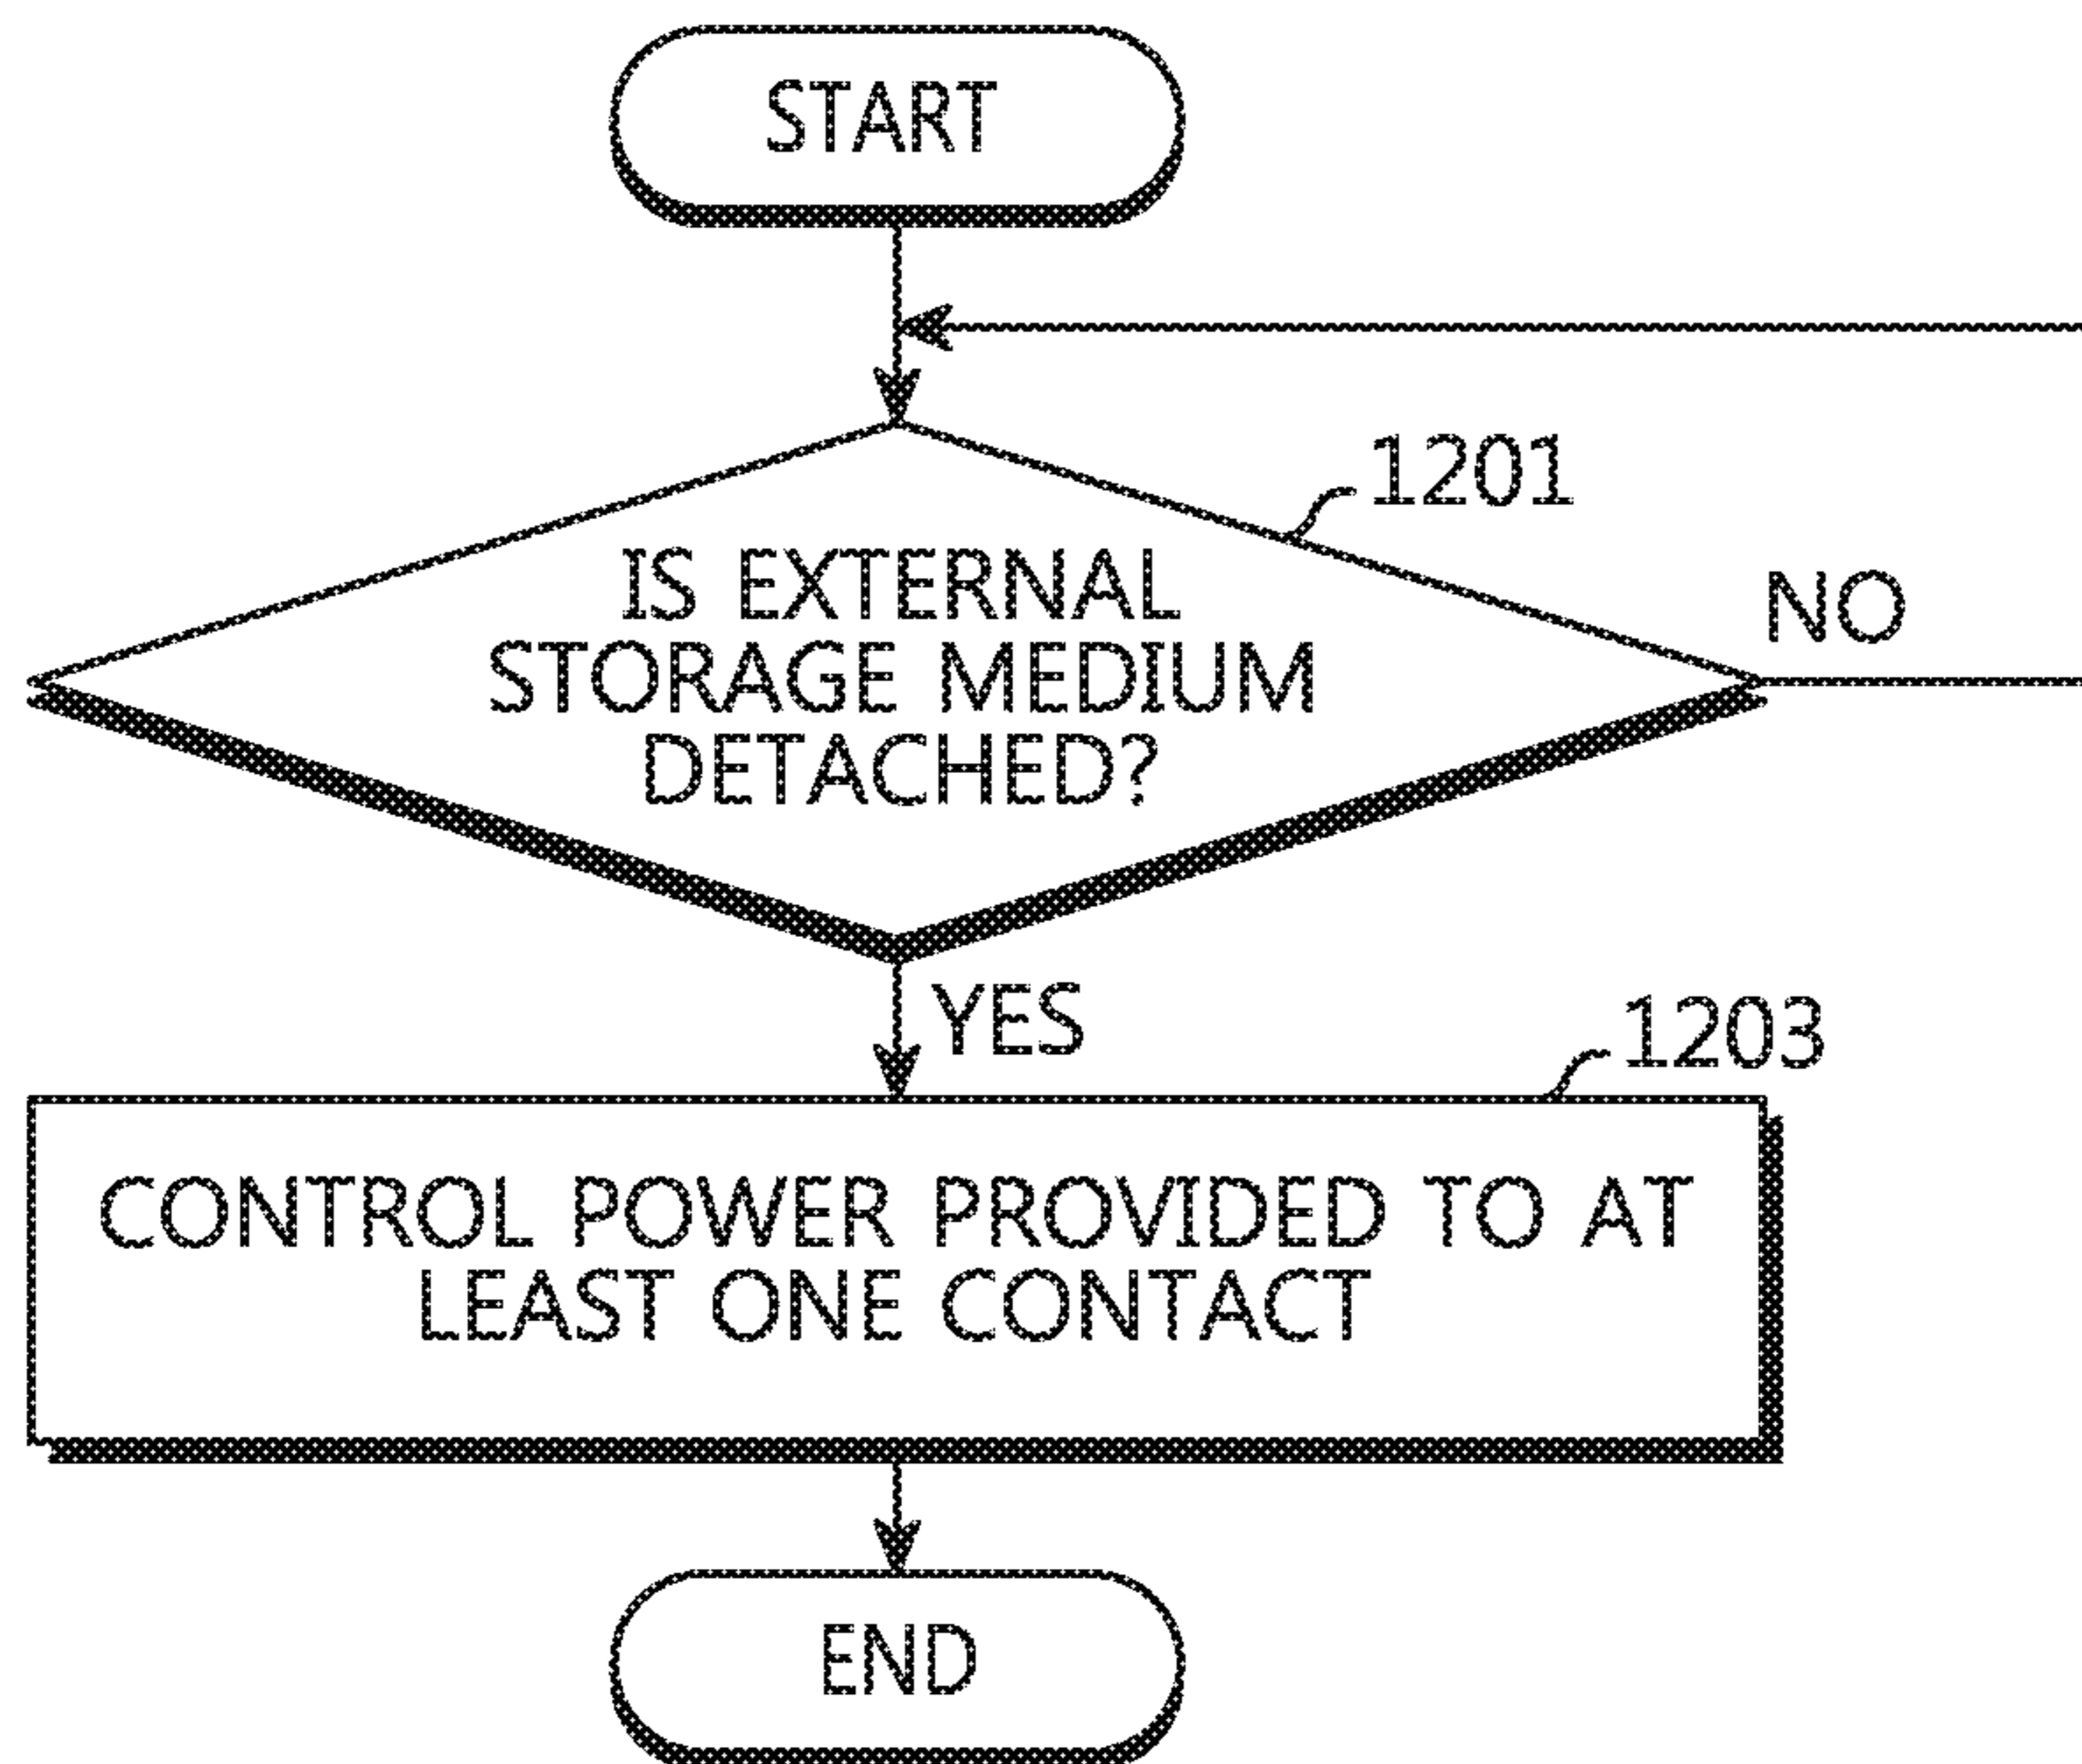 START
1201
IS EXTERNAL
STORAGE MEDIUM
DETACHED?
NO
YES
1203
CONTROL POWER PROVIDED TO AT
LEAST ONE CONTACT
END